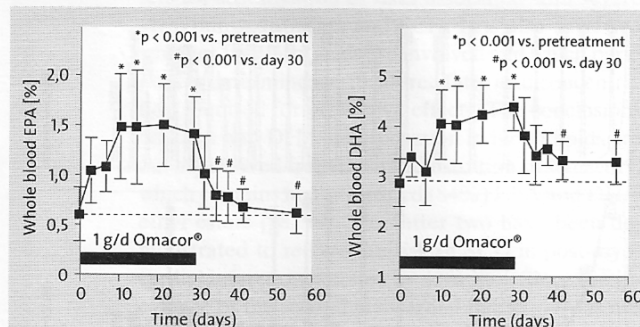 *p < 0.001 vs. pretreatment
#p < 0.001 vs. day 30
Whole blood EPA [%]
2,0
1,5
1,0
0,5
0
* * * *
# # # # #
1 g/d Omacor®
0 10 20 30 40 50 60
Time (days)
*p < 0.001 vs. pretreatment
#p < 0.001 vs. day 30
Whole blood DHA [%]
5
4
3
2
1
* * * *
# #
1 g/d Omacor®
0 10 20 30 40 50 60
Time (days)